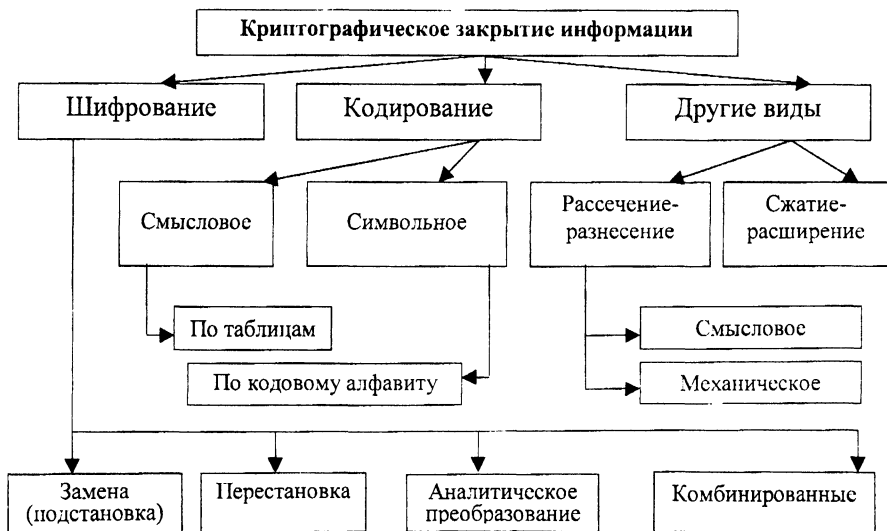 Криптографическое закрытие информации
Шифрование
Кодирование
Другие виды
Смысловое
Символьное
Рассечение-
разнесение
Сжатие-
расширение
По таблицам
Смысловое
По кодовому алфавиту
Механическое
Замена
(подстановка)
Перестановка
Аналитическое
преобразование
Комбинированные